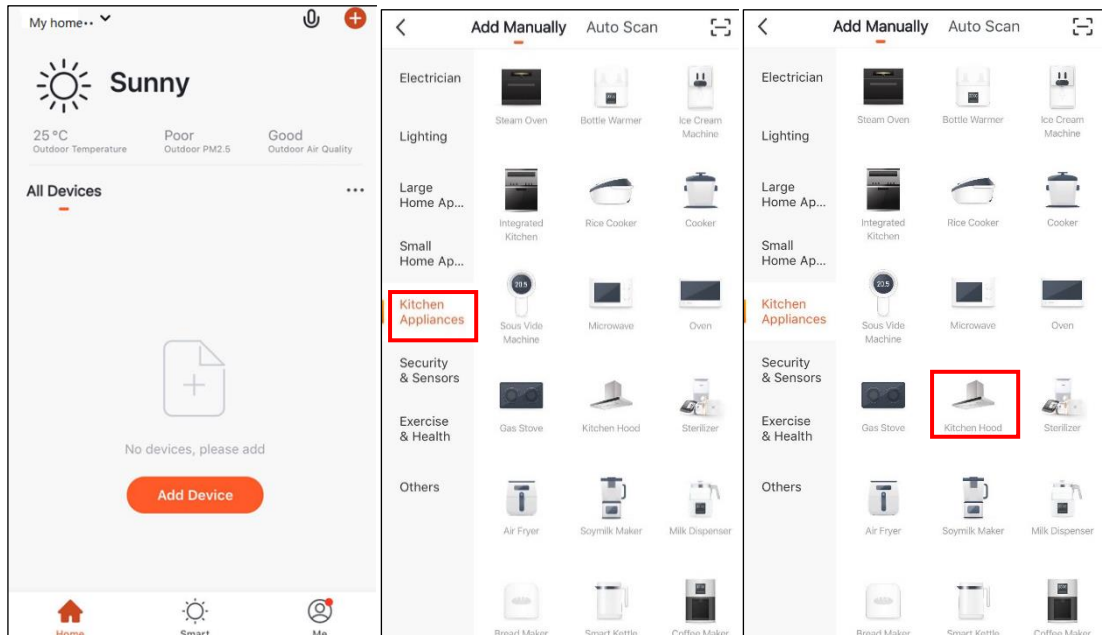 My home..
Sunny
25 °C
Poor
Good
Outdoor Temperature
Outdoor PM2.5
Outdoor Air Quality
All Devices
No devices, please add
Add Device
Home
Smart
Me
Add Manually
Auto Scan
Electrician
Lighting
Large
Home Ap...
Small
Home Ap...
Kitchen
Appliances
Security
& Sensors
Exercise
& Health
Others
Steam Oven
Bottle Warmer
Ice Cream
Machine
Integrated
Kitchen
Rice Cooker
Cooker
20.5
Sous Vide
Machine
Microwave
Oven
Gas Stove
Kitchen Hood
Sterilizer
Air Fryer
Soymilk Maker
Milk Dispenser
Bread Maker
Smart Kettle
Coffee Maker
Add Manually
Auto Scan
Electrician
Lighting
Large
Home Ap...
Small
Home Ap...
Kitchen
Appliances
Security
& Sensors
Exercise
& Health
Others
Steam Oven
Bottle Warmer
Ice Cream
Machine
Integrated
Kitchen
Rice Cooker
Cooker
20.5
Sous Vide
Machine
Microwave
Oven
Gas Stove
Kitchen Hood
Sterilizer
Air Fryer
Soymilk Maker
Milk Dispenser
Bread Maker
Smart Kettle
Coffee Maker